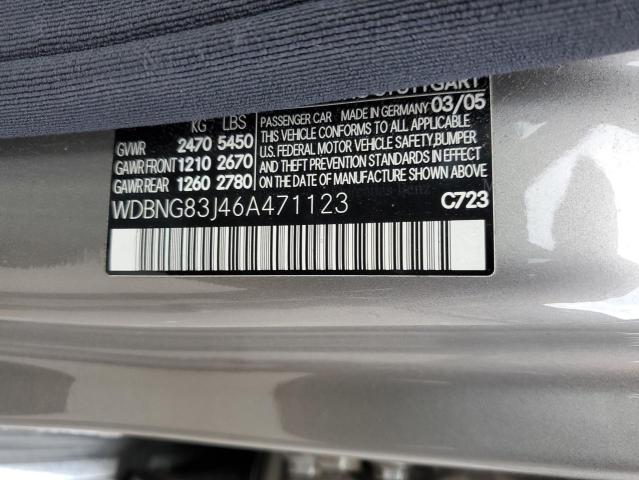 KG LBS
GVWR 2470 5450
GAWR FRONT 1210 2670
GAWR REAR 1260 2780
PASSENGER CAR MADE IN GERMANY 03/05
THIS VEHICLE CONFORMS TO ALL APPLICABLE
U.S. FEDERAL MOTOR VEHICLE SAFETY, BUMPER
AND THEFT PREVENTION STANDARDS IN EFFECT
ON THE DATE OF MANUFACTURE SHOWN ABOVE
WDBNG83J46A471123
C723